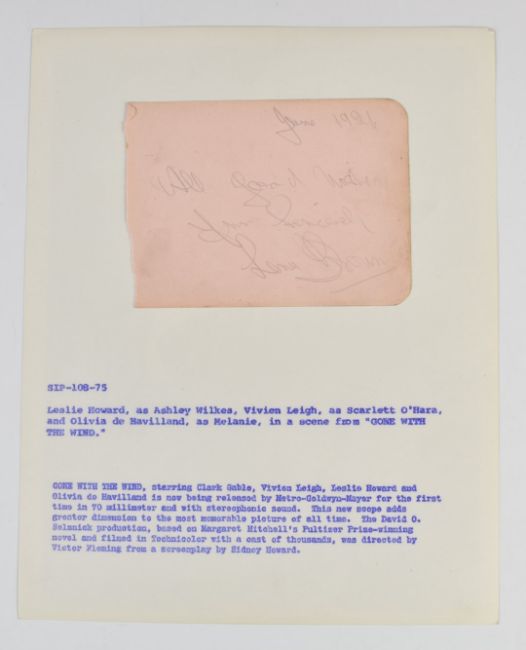 SIP-108-75
Leslie Howard, as Ashley Wilkes, Vivien Leigh, as Scarlett O'Hara,
and Olivia de Havilland, as Melanie, in a scene from "GONE WITH
THE WIND."
GONE WITH THE WIND, starring Clark Gable, Vivien Leigh, Leslie Howard and
Olivia de Havilland is now being released by Metro-Goldwyn-Mayer for the first
time in 70 millimeter and with stereophonic sound. This new scope adds
greater dimension to the most memorable picture of all time. The David O.
Selznick production, based on Margaret Mitchell's Pultizer Prize-winning
novel and filmed in Technicolor with a cast of thousands, was directed by
Victor Fleming from a screenplay by Sidney Howard.